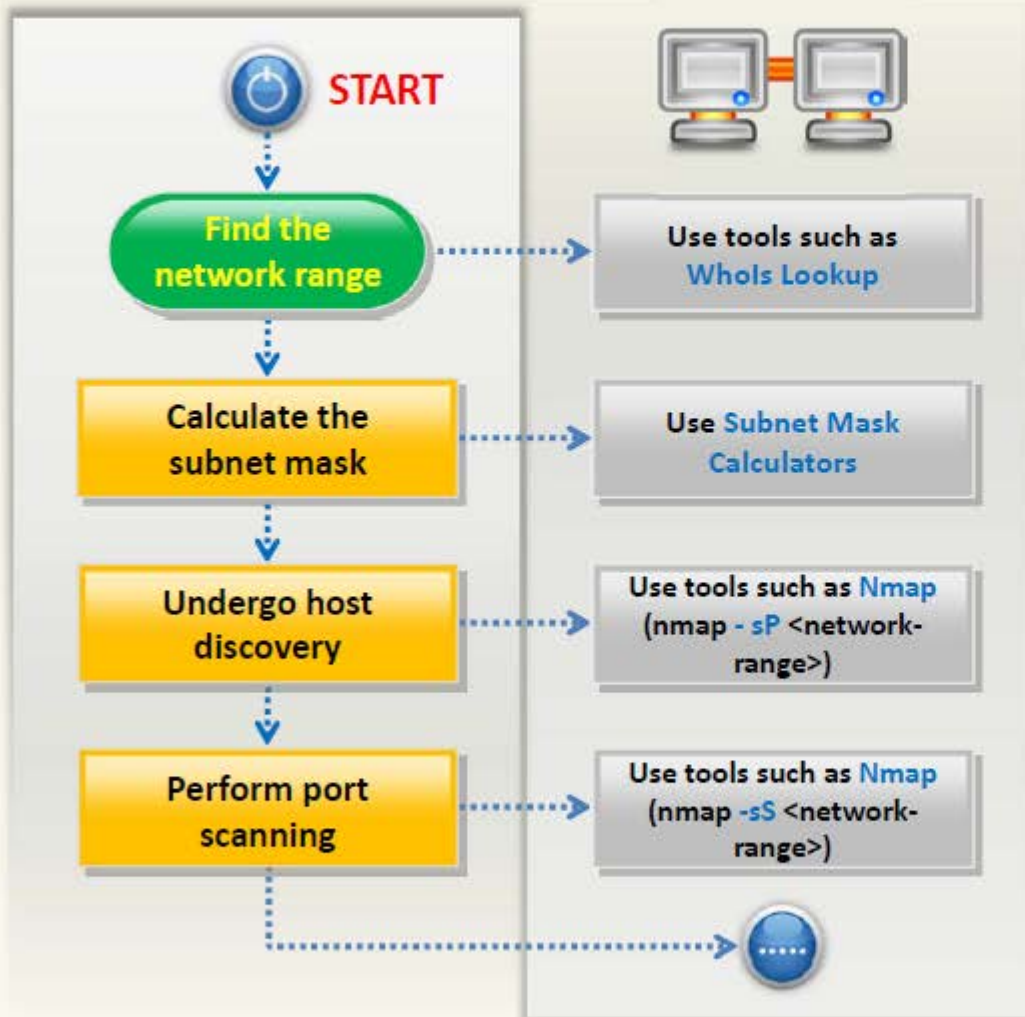 START
Find the
network range
Use tools such as
WhoIs Lookup
Calculate the
subnet mask
Use Subnet Mask
Calculators
Undergo host
discovery
Use tools such as Nmap
(nmap - sP <network-
range>)
Perform port
scanning
Use tools such as Nmap
(nmap -sS <network-
range>)